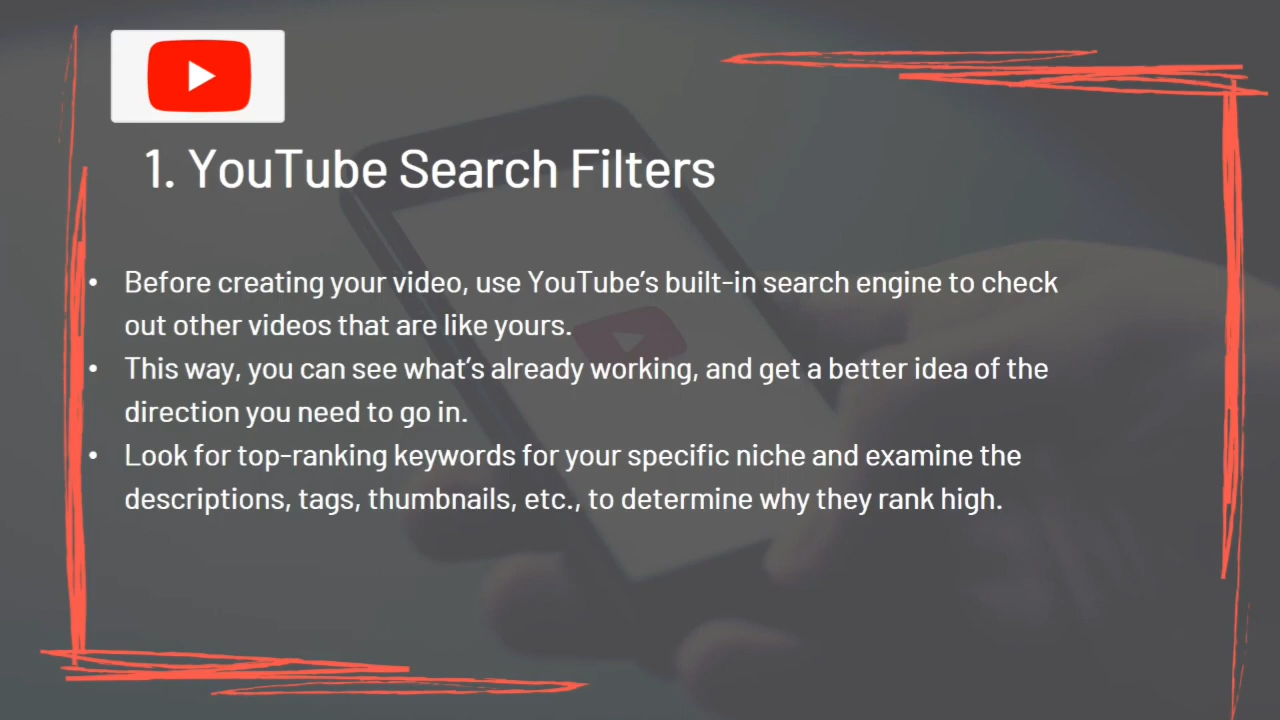 1. YouTube Search Filters
• Before creating your video, use YouTube’s built-in search engine to check
out other videos that are like yours.
• This way, you can see what’s already working, and get a better idea of the
direction you need to go in.
• Look for top-ranking keywords for your specific niche and examine the
descriptions, tags, thumbnails, etc., to determine why they rank high.